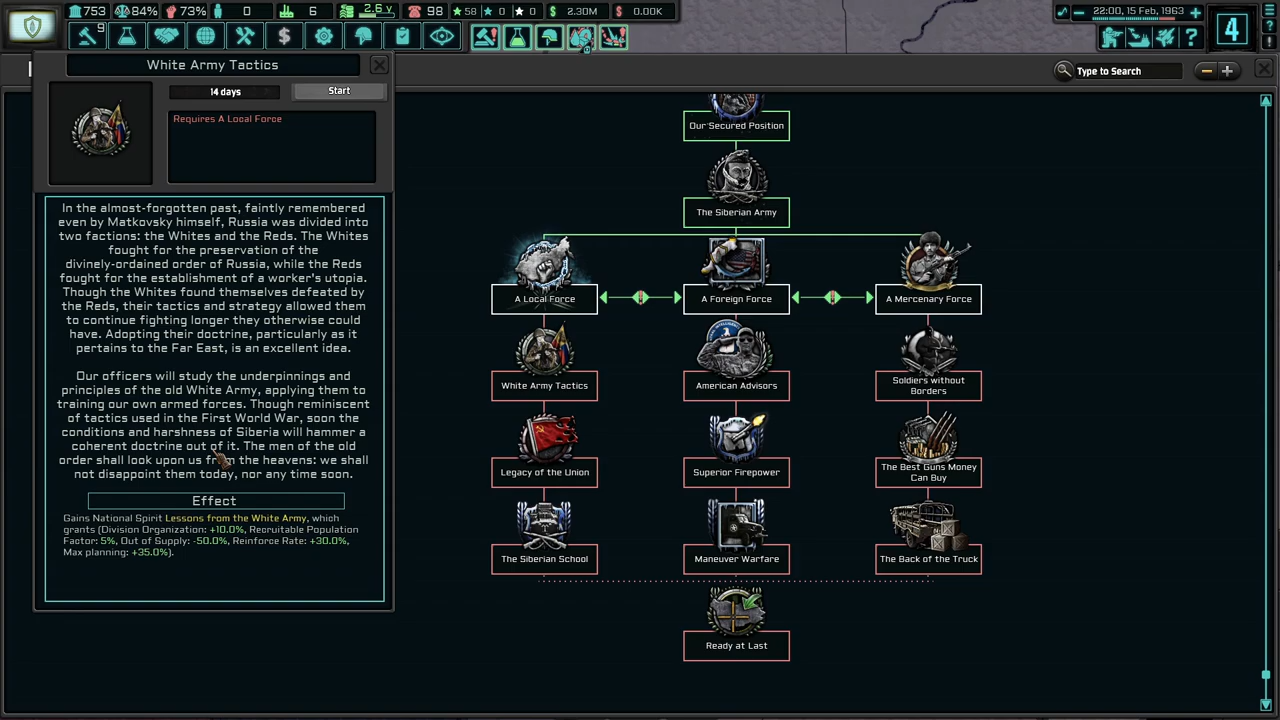 753 84% 73% 0 6 2.6 98 58 0 0 $ 2.30M $ 0.00K
22:00, 15 Feb, 1963
4
9
White Army Tactics
Type to Search
14 days
Start
Requires A Local Force
In the almost-forgotten past, faintly remembered
even by Matkovsky himself, Russia was divided into
two factions: the Whites and the Reds. The Whites
fought for the preservation of the
divinely-ordained order of Russia, while the Reds
fought for the establishment of a worker's utopia.
Though the Whites found themselves defeated by
the Reds, their tactics and strategy allowed them
to continue fighting longer they otherwise could
have. Adopting their doctrine, particularly as it
pertains to the Far East, is an excellent idea.
Our officers will study the underpinnings and
principles of the old White Army, applying them to
training our own armed forces. Though reminiscent
of tactics used in the First World War, soon the
conditions and harshness of Siberia will hammer a
coherent doctrine out of it. The men of the old
order shall look upon us from the heavens: we shall
not disappoint them today, nor any time soon.
Effect
Gains National Spirit Lessons from the White Army, which
grants (Division Organization: +10.0%, Recruitable Population
Factor: 5%, Out of Supply: -50.0%, Reinforce Rate: +30.0%,
Max planning: +35.0%).
Our Secured Position
The Siberian Army
A Local Force
A Foreign Force
A Mercenary Force
White Army Tactics
American Advisors
Soldiers without
Borders
Legacy of the Union
Superior Firepower
The Best Guns Money
Can Buy
The Siberian School
Maneuver Warfare
The Back of the Truck
Ready at Last